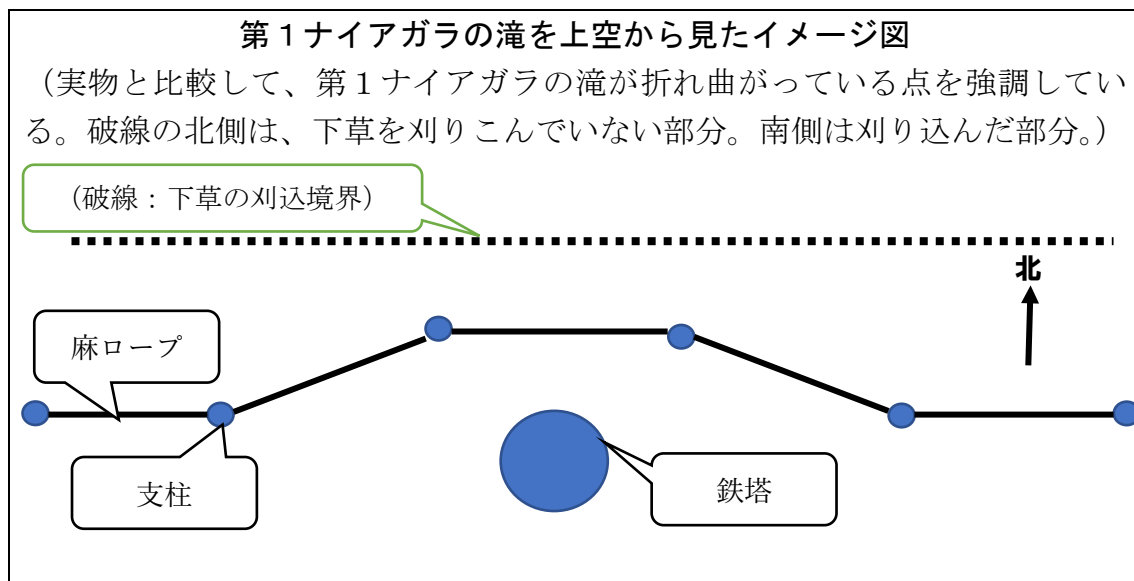 第１ナイアガラの滝を上空から見たイメージ図
（実物と比較して、第１ナイアガラの滝が折れ曲がっている点を強調してい
る。破線の北側は、下草を刈りこんでいない部分。南側は刈り込んだ部分。）
（破線：下草の刈込境界）
北
麻ロープ
支柱
鉄塔